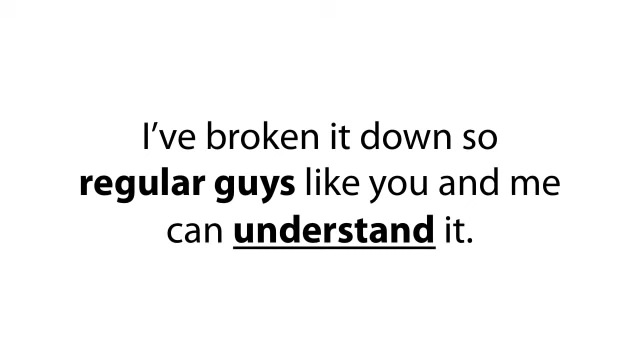 I’ve broken it down so
regular guys like you and me
can understand it.